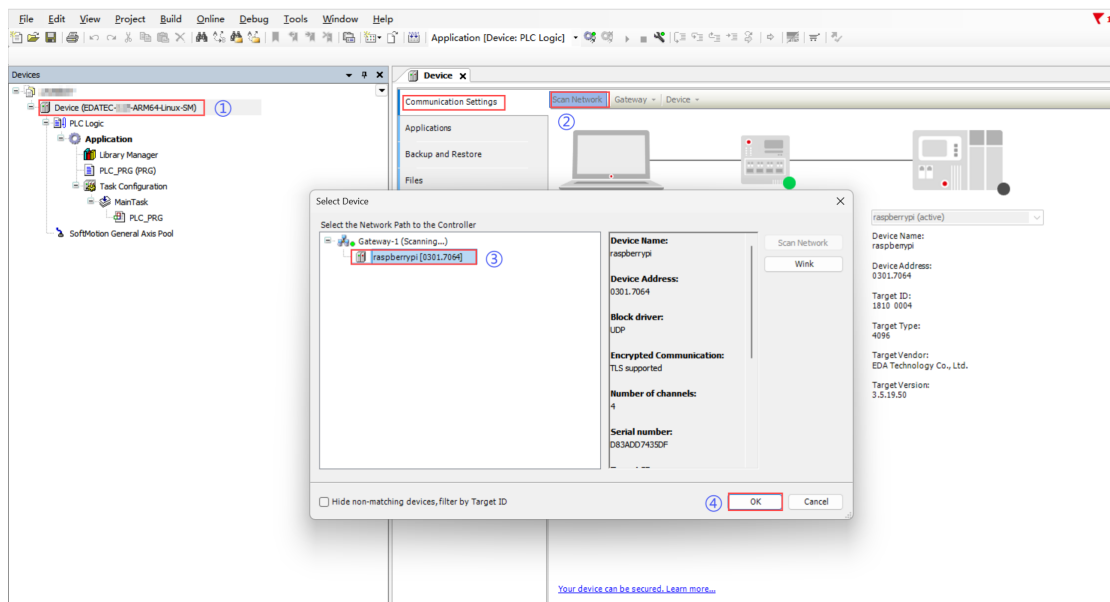 File Edit View Project Build Online Debug Tools Window Help
Application [Device: PLC Logic]
Devices
Device (EDATEC- -ARM64-Linux-SM)
①
PLC Logic
Application
Library Manager
PLC_PRG (PRG)
Task Configuration
MainTask
PLC_PRG
SoftMotion General Axis Pool
Device
Communication Settings
Applications
Backup and Restore
Files
Scan Network Gateway Device
②
raspberrypi (active)
Device Name:
raspberrypi
Device Address:
0301.7064
Target ID:
1810 0004
Target Type:
4096
Target Vendor:
EDA Technology Co., Ltd.
Target Version:
3.5.19.50
Select Device
Select the Network Path to the Controller
Gateway-1 (Scanning...)
raspberrypi [0301.7064]
③
Device Name:
raspberrypi
Device Address:
0301.7064
Block driver:
UDP
Encrypted Communication:
TLS supported
Number of channels:
4
Serial number:
D83ADD7435DF
Scan Network
Wink
Hide non-matching devices, filter by Target ID
④
OK
Cancel
Your device can be secured. Learn more...